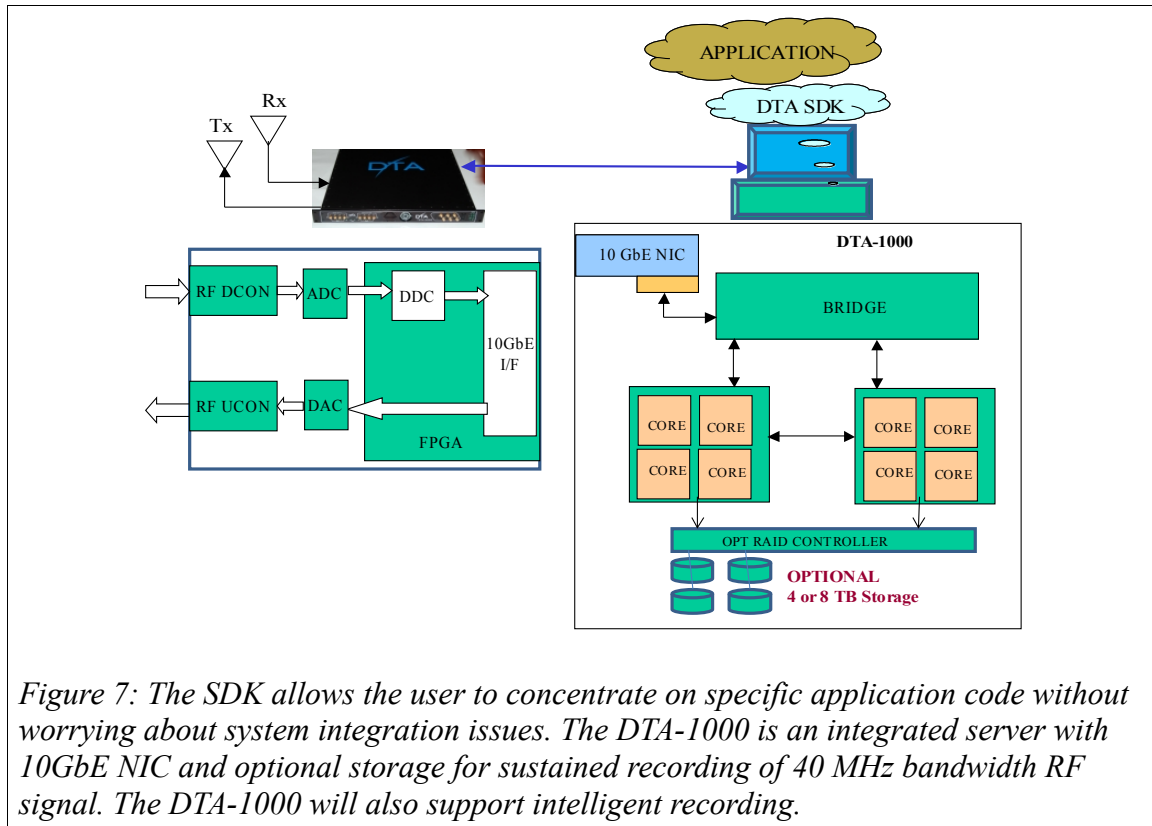 APPLICATION
DTA SDK
Rx
Tx
DTA
DTA
DTA-1000
10 GbE NIC
BRIDGE
RF DCON
ADC
DDC
10GbE
I/F
RF UCON
DAC
FPGA
CORE CORE
CORE CORE
CORE CORE
CORE CORE
OPT RAID CONTROLLER
OPTIONAL
4 or 8 TB Storage
Figure 7: The SDK allows the user to concentrate on specific application code without
worrying about system integration issues. The DTA-1000 is an integrated server with
10GbE NIC and optional storage for sustained recording of 40 MHz bandwidth RF
signal. The DTA-1000 will also support intelligent recording.